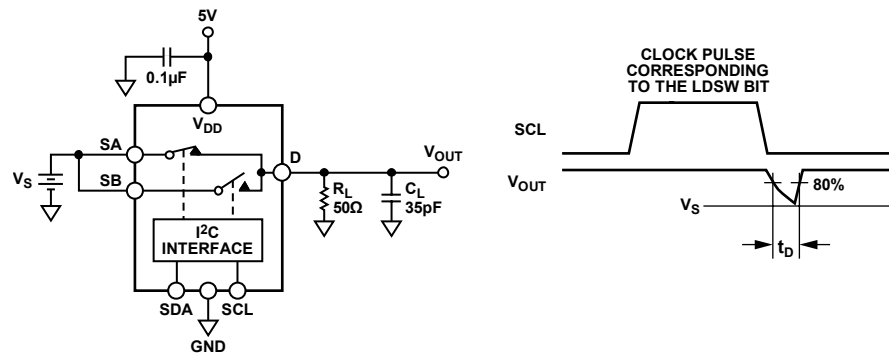 5V
0.1µF
VDD
SA
SB
D
VS
VOUT
RL
50Ω
CL
35pF
I2C
INTERFACE
SDA
SCL
GND
CLOCK PULSE
CORRESPONDING
TO THE LDSW BIT
SCL
VOUT
80%
VS
tD